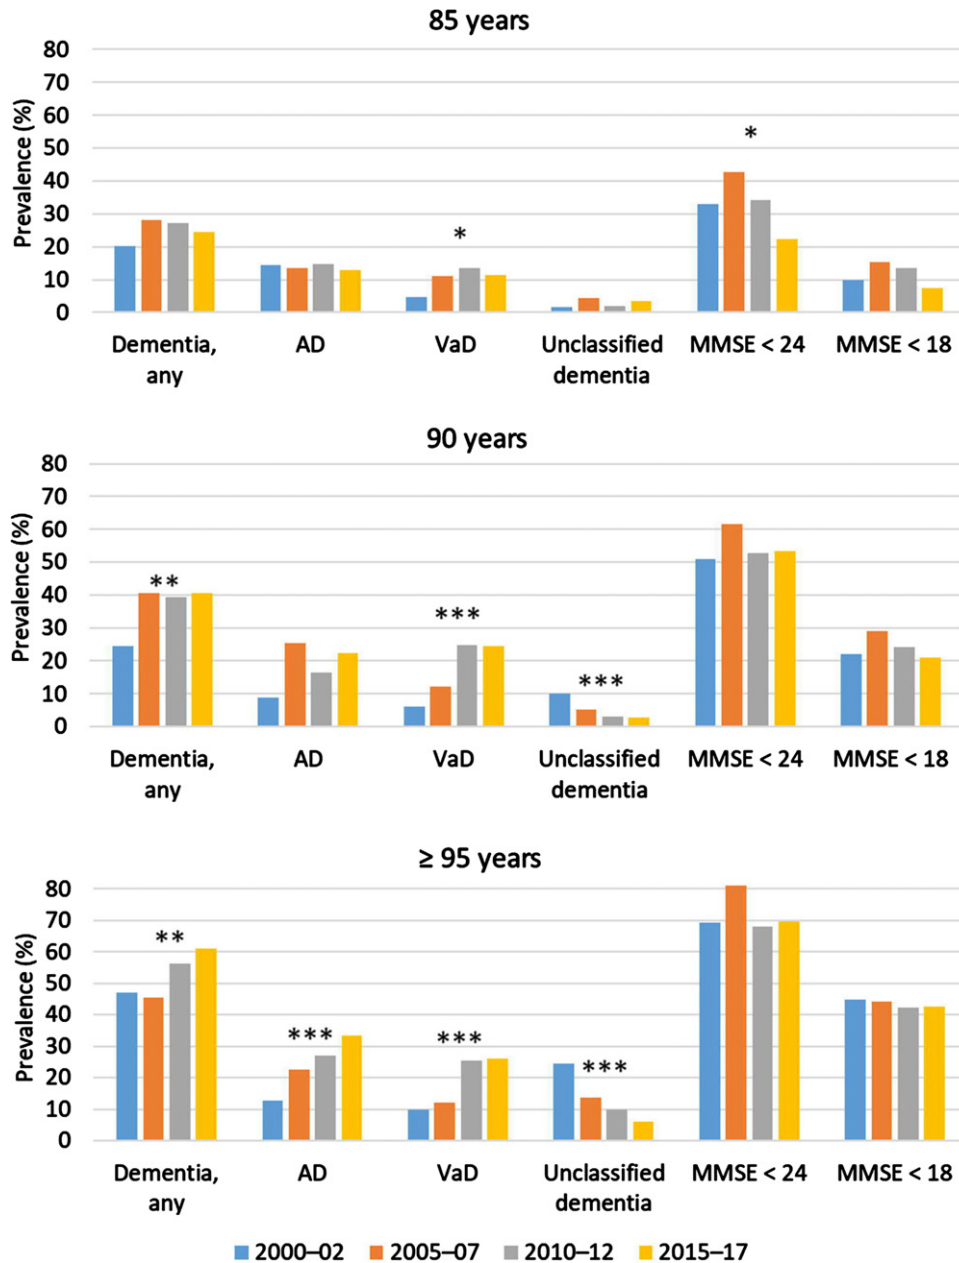 85 years
Prevalence (%)
80
70
60
50
40
30
20
10
0
*
*
Dementia, any
AD
VaD
Unclassified dementia
MMSE < 24
MMSE < 18
90 years
Prevalence (%)
80
70
60
50
40
30
20
10
0
**
***
***
Dementia, any
AD
VaD
Unclassified dementia
MMSE < 24
MMSE < 18
≥ 95 years
Prevalence (%)
80
70
60
50
40
30
20
10
0
**
***
***
***
Dementia, any
AD
VaD
Unclassified dementia
MMSE < 24
MMSE < 18
2000–02 2005–07 2010–12 2015–17